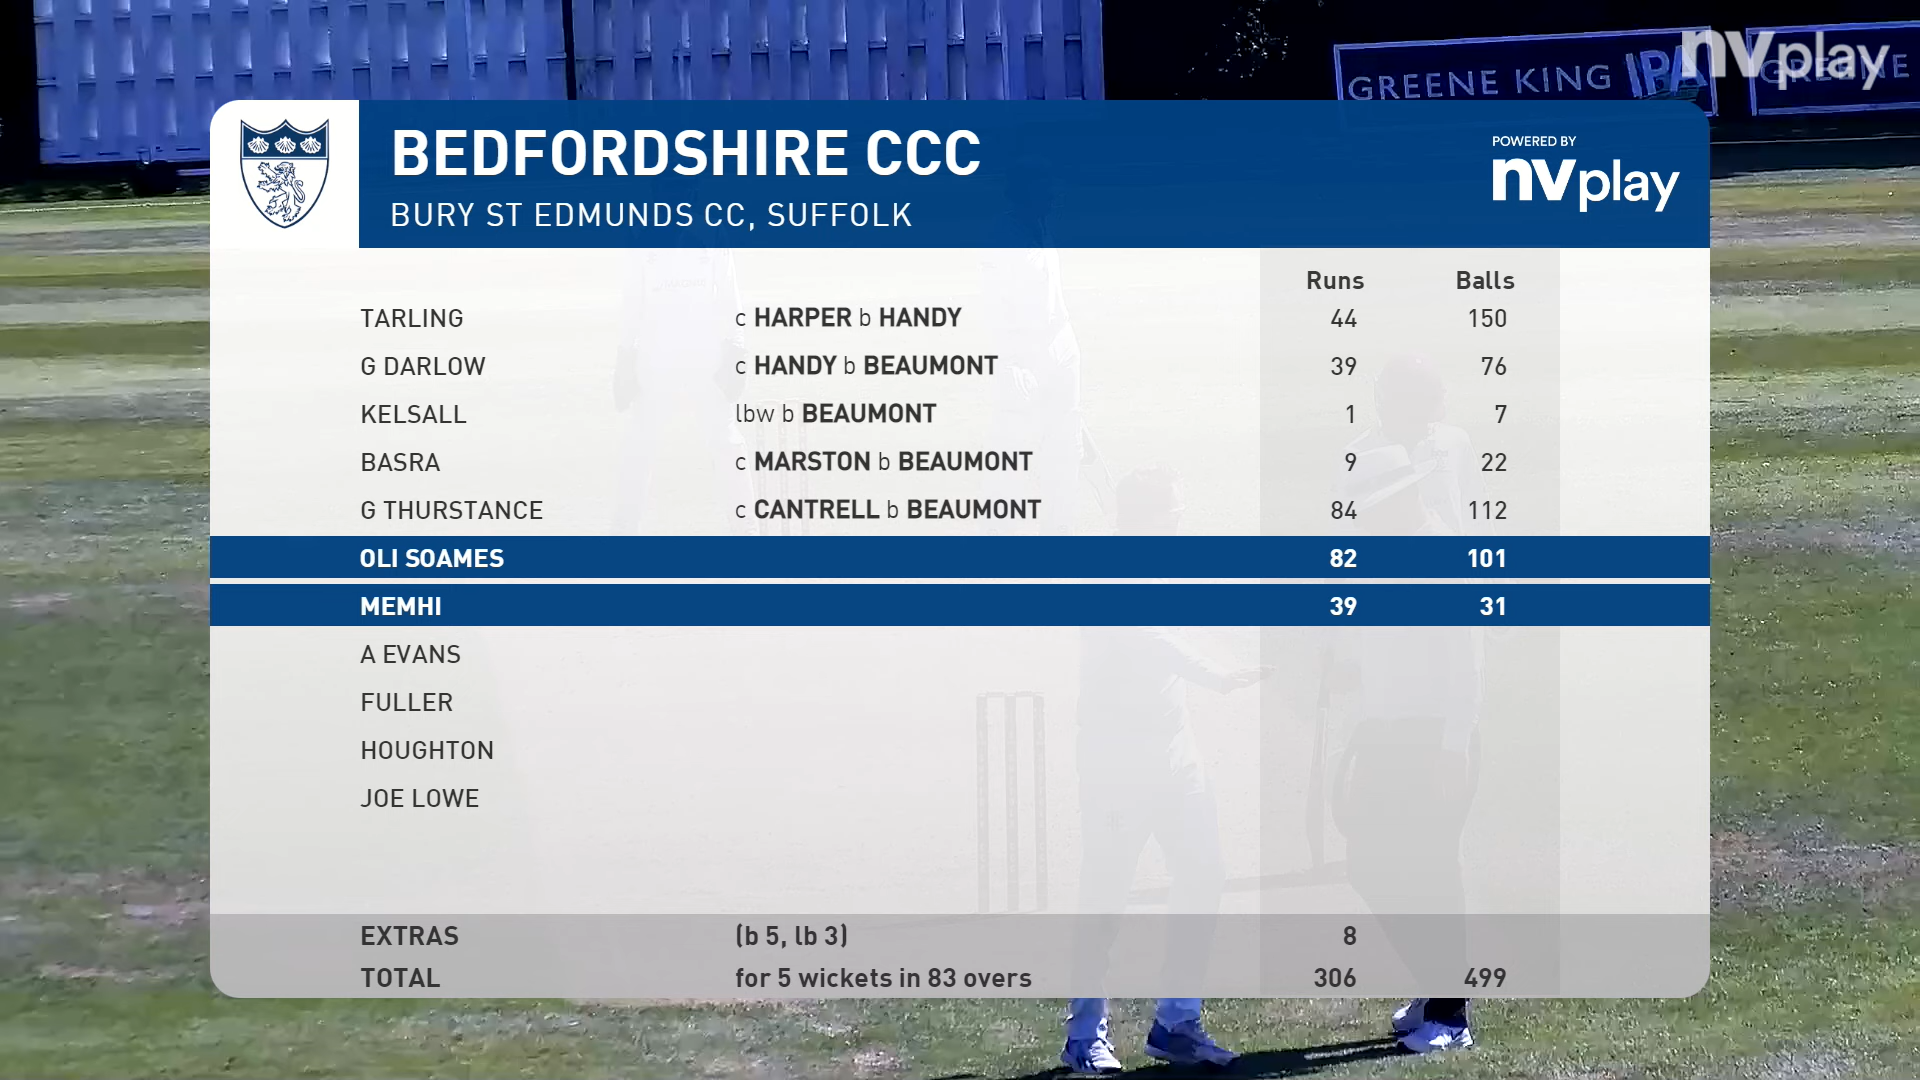 GREENE KING IPA
nvplay
BEDFORDSHIRE CCC
BURY ST EDMUNDS CC, SUFFOLK
POWERED BY
nvplay
Runs Balls
TARLING c HARPER b HANDY 44 150
G DARLOW c HANDY b BEAUMONT 39 76
KELSALL lbw b BEAUMONT 1 7
BASRA c MARSTON b BEAUMONT 9 22
G THURSTANCE c CANTRELL b BEAUMONT 84 112
OLI SOAMES 82 101
MEMHI 39 31
A EVANS
FULLER
HOUGHTON
JOE LOWE
EXTRAS (b 5, lb 3) 8
TOTAL for 5 wickets in 83 overs 306 499